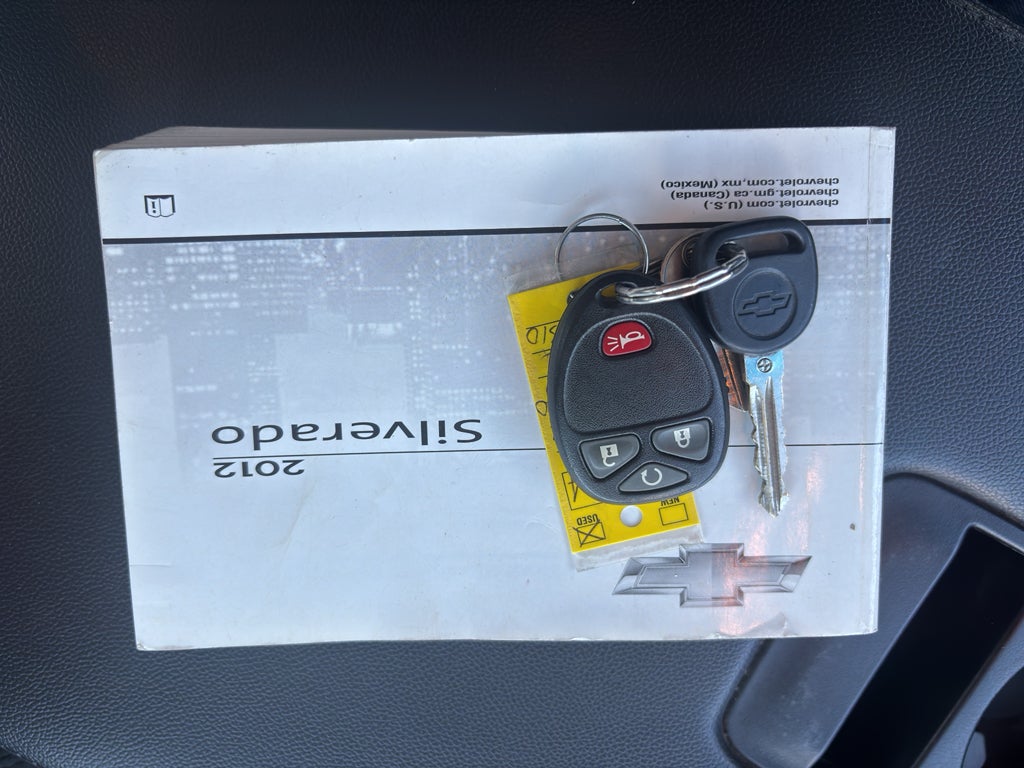 chevrolet.com (U.S.)
chevrolet.gm.ca (Canada)
chevrolet.com.mx (Mexico)
2012
Silverado
NEW
USED